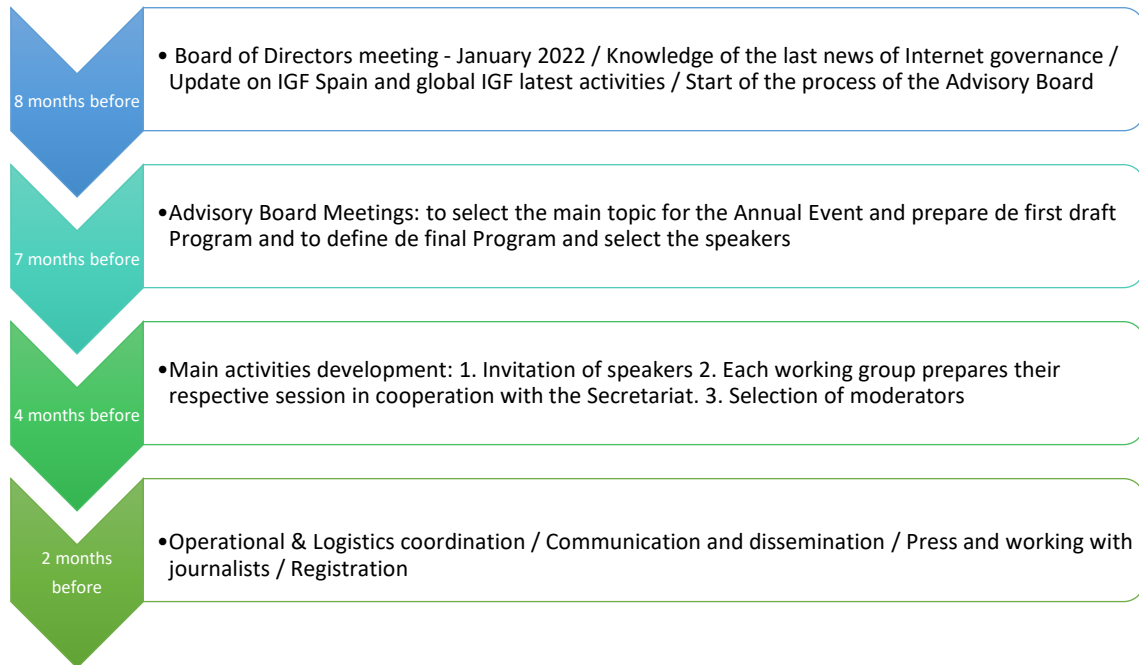 8 months before
• Board of Directors meeting - January 2022 / Knowledge of the last news of Internet governance /
Update on IGF Spain and global IGF latest activities / Start of the process of the Advisory Board
7 months before
•Advisory Board Meetings: to select the main topic for the Annual Event and prepare de first draft
Program and to define de final Program and select the speakers
4 months before
•Main activities development: 1. Invitation of speakers 2. Each working group prepares their
respective session in cooperation with the Secretariat. 3. Selection of moderators
2 months
before
•Operational & Logistics coordination / Communication and dissemination / Press and working with
journalists / Registration